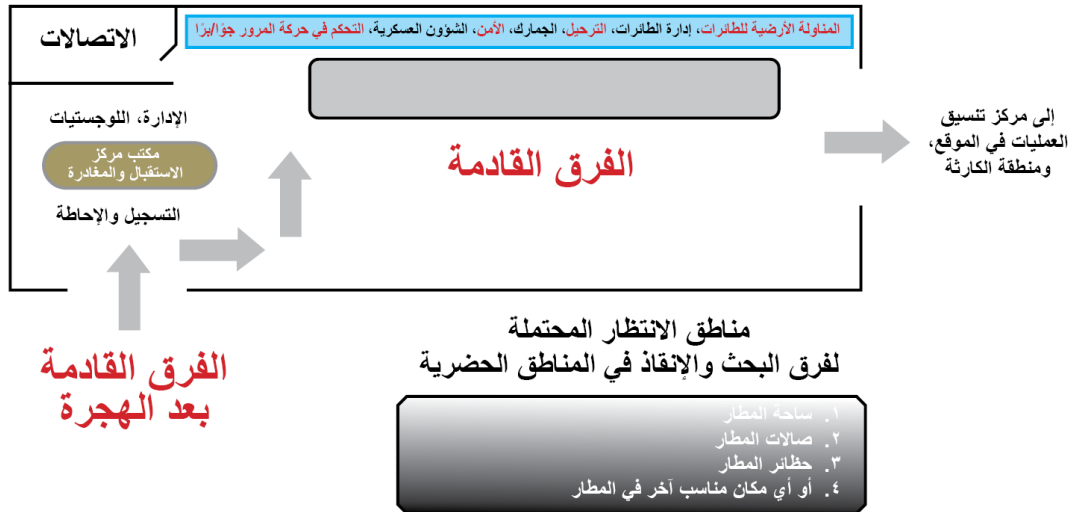 المناولة الأرضية للطائرات، إدارة الطائرات، الترحيل، الجمارك، الأمن، الشؤون العسكرية، التحكم في حركة المرور جوًا/برًا
الاتصالات
الإدارة، اللوجستيات
مكتب مركز
الاستقبال والمغادرة
التسجيل والإحاطة
الفرق القادمة
إلى مركز تنسيق
العمليات في الموقع،
ومنطقة الكارثة
الفرق القادمة
بعد الهجرة
مناطق الانتظار المحتملة
لفرق البحث والإنقاذ في المناطق الحضرية
١. ساحة المطار
٢. صالات المطار
٣. حظائر المطار
٤. أو أي مكان مناسب آخر في المطار